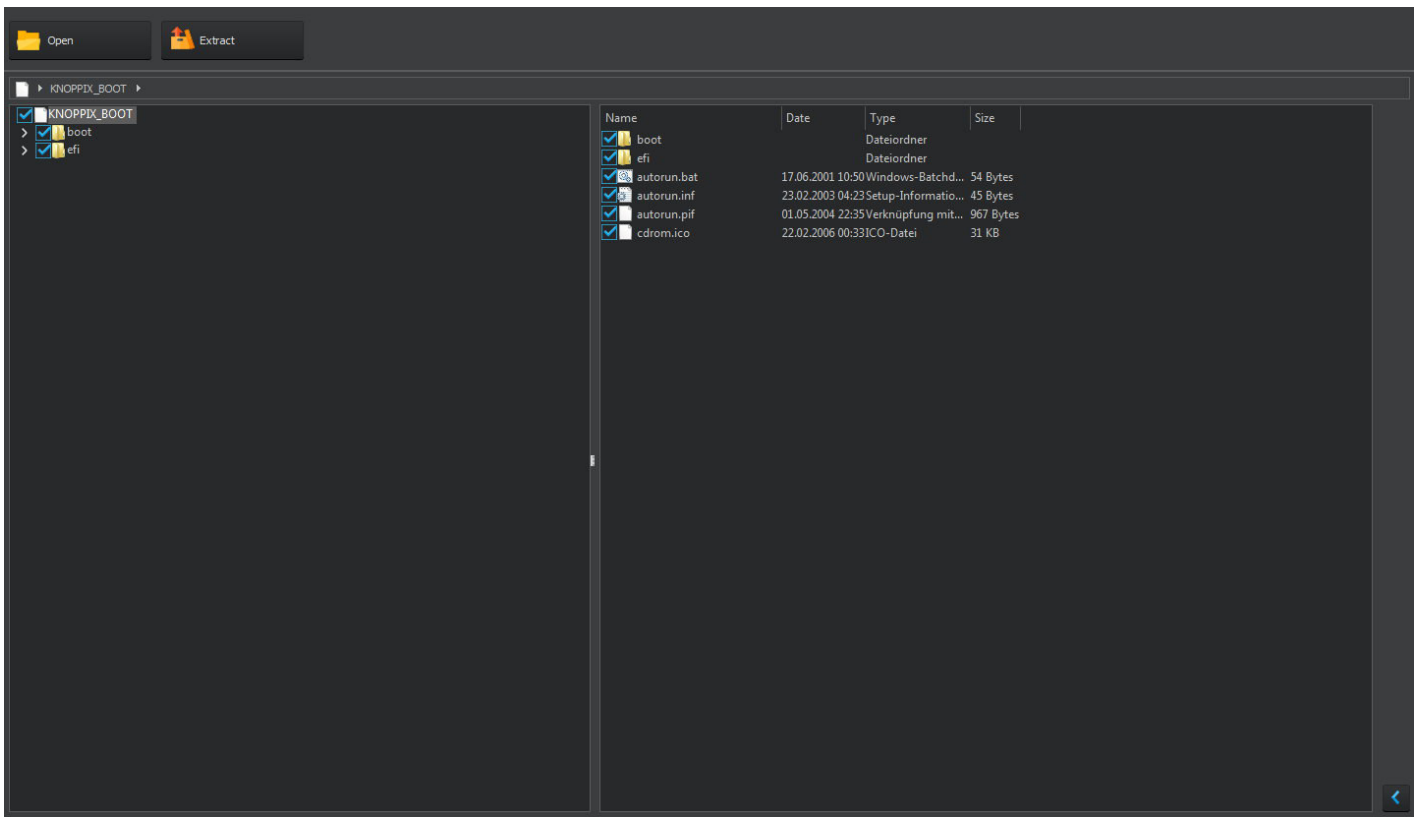 Open Extract
KNOPPIX_BOOT
KNOPPIX_BOOT
boot
efi
Name Date Type Size
boot Dateiordner
efi Dateiordner
autorun.bat 17.06.2001 10:50 Windows-Batchd... 54 Bytes
autorun.inf 23.02.2003 04:23 Setup-Informatio... 45 Bytes
autorun.pif 01.05.2004 22:35 Verknüpfung mit... 967 Bytes
cdrom.ico 22.02.2006 00:33 ICO-Datei 31 KB